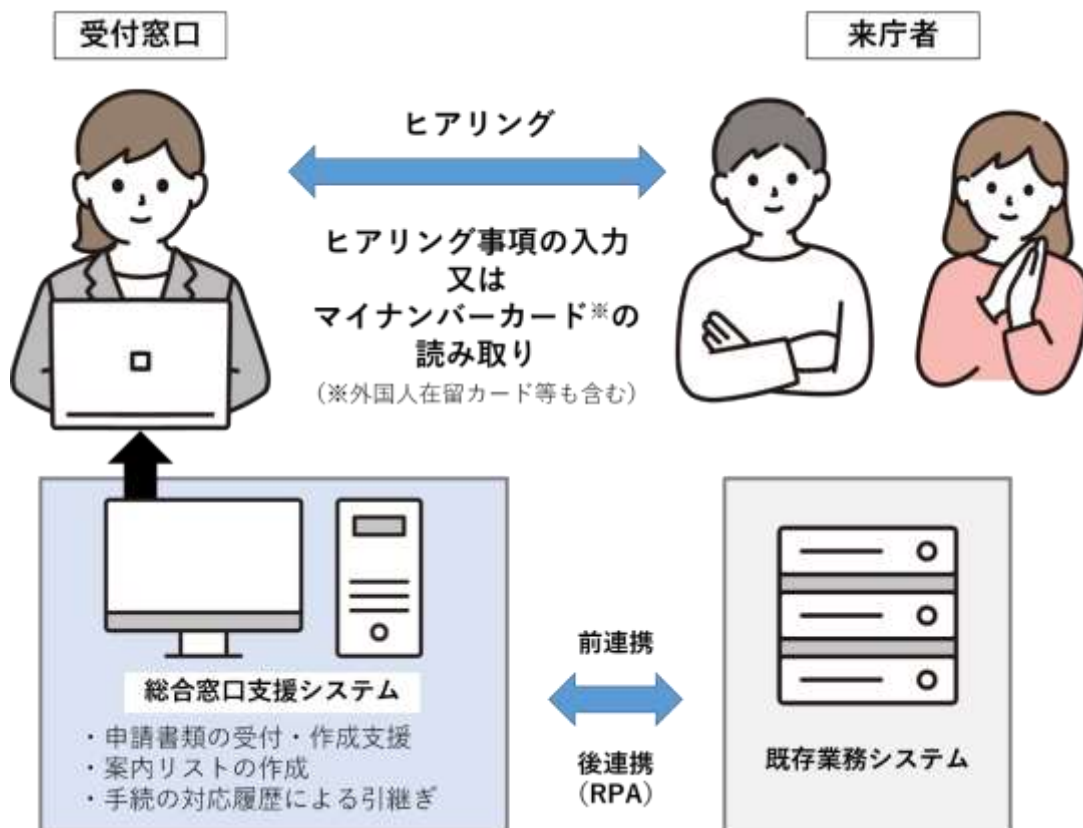 受付窓口
来庁者
ヒアリング
ヒアリング事項の入力
又は
マイナンバーカード※の
読み取り
(※外国人在留カード等も含む)
総合窓口支援システム
・申請書類の受付・作成支援
・案内リストの作成
・手続の対応履歴による引継ぎ
前連携
後連携
(RPA)
既存業務システム